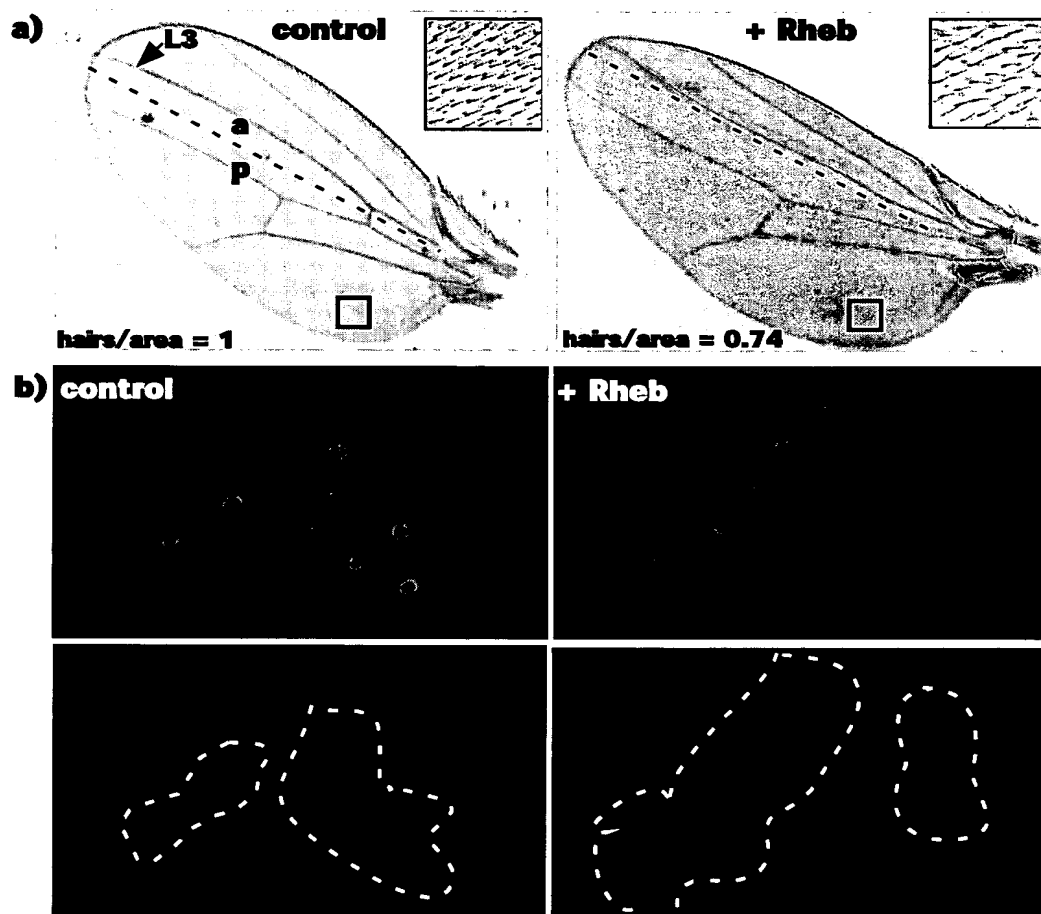 a)
control
L3
a
p
hairs/area = 1
+ Rheb
hairs/area = 0.74
b)
control
+ Rheb